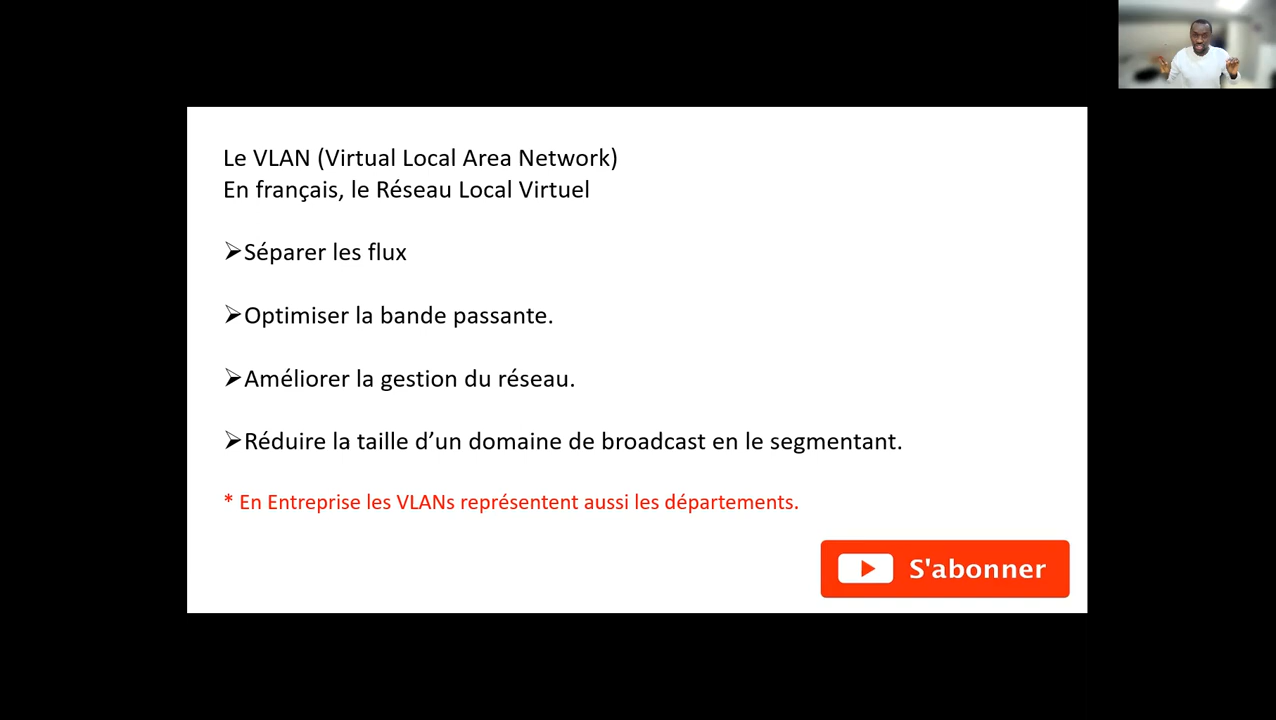 Le VLAN (Virtual Local Area Network)
En français, le Réseau Local Virtuel
➢Séparer les flux
➢Optimiser la bande passante.
➢Améliorer la gestion du réseau.
➢Réduire la taille d’un domaine de broadcast en le segmentant.
* En Entreprise les VLANs représentent aussi les départements.
S'abonner